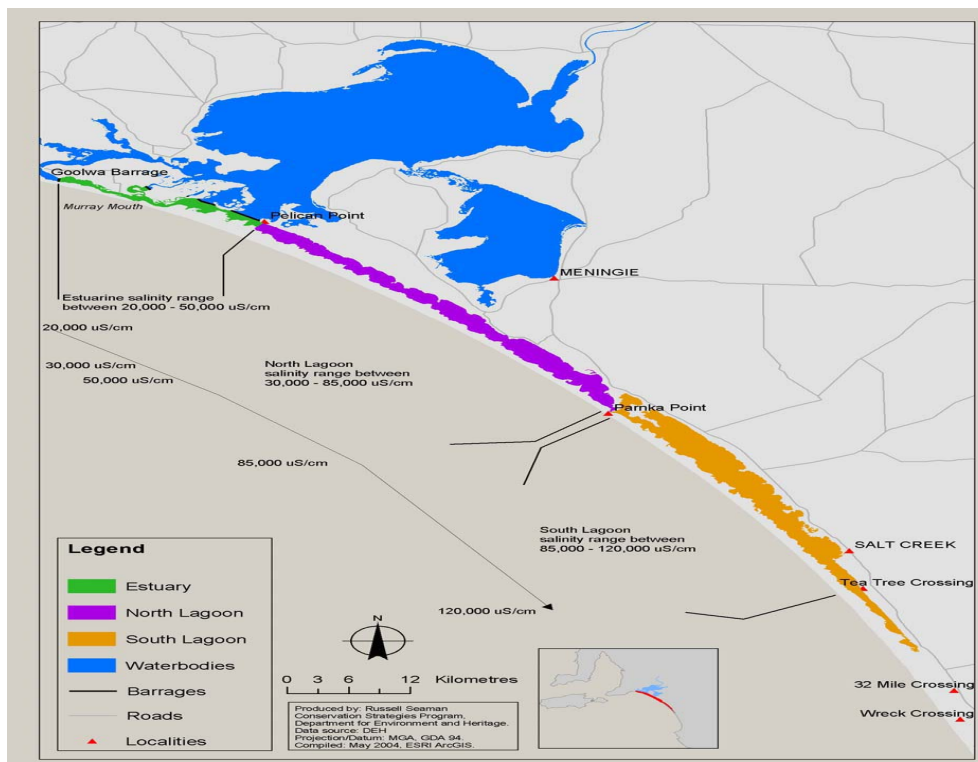 Goolwa Barrage
Murray Mouth
Pelican Point
MENINGIE
Estuarine salinity range
between 20,000 - 50,000 uS/cm
20,000 uS/cm
30,000 uS/cm
50,000 uS/cm
North Lagoon
salinity range between
30,000 - 85,000 uS/cm
Parnka Point
85,000 uS/cm
South Lagoon
salinity range between
85,000 - 120,000 uS/cm
SALT CREEK
Tea Tree Crossing
120,000 uS/cm
32 Mile Crossing
Wreck Crossing
Legend
Estuary
North Lagoon
South Lagoon
Waterbodies
Barrages
Roads
Localities
N
0 3 6 12 Kilometres
Produced by: Russell Seaman
Conservation Strategies Program,
Department for Environment and Heritage.
Data source: DEH
Projection/Datum: MGA, GDA 94.
Compiled: May 2004, ESRI ArcGIS.